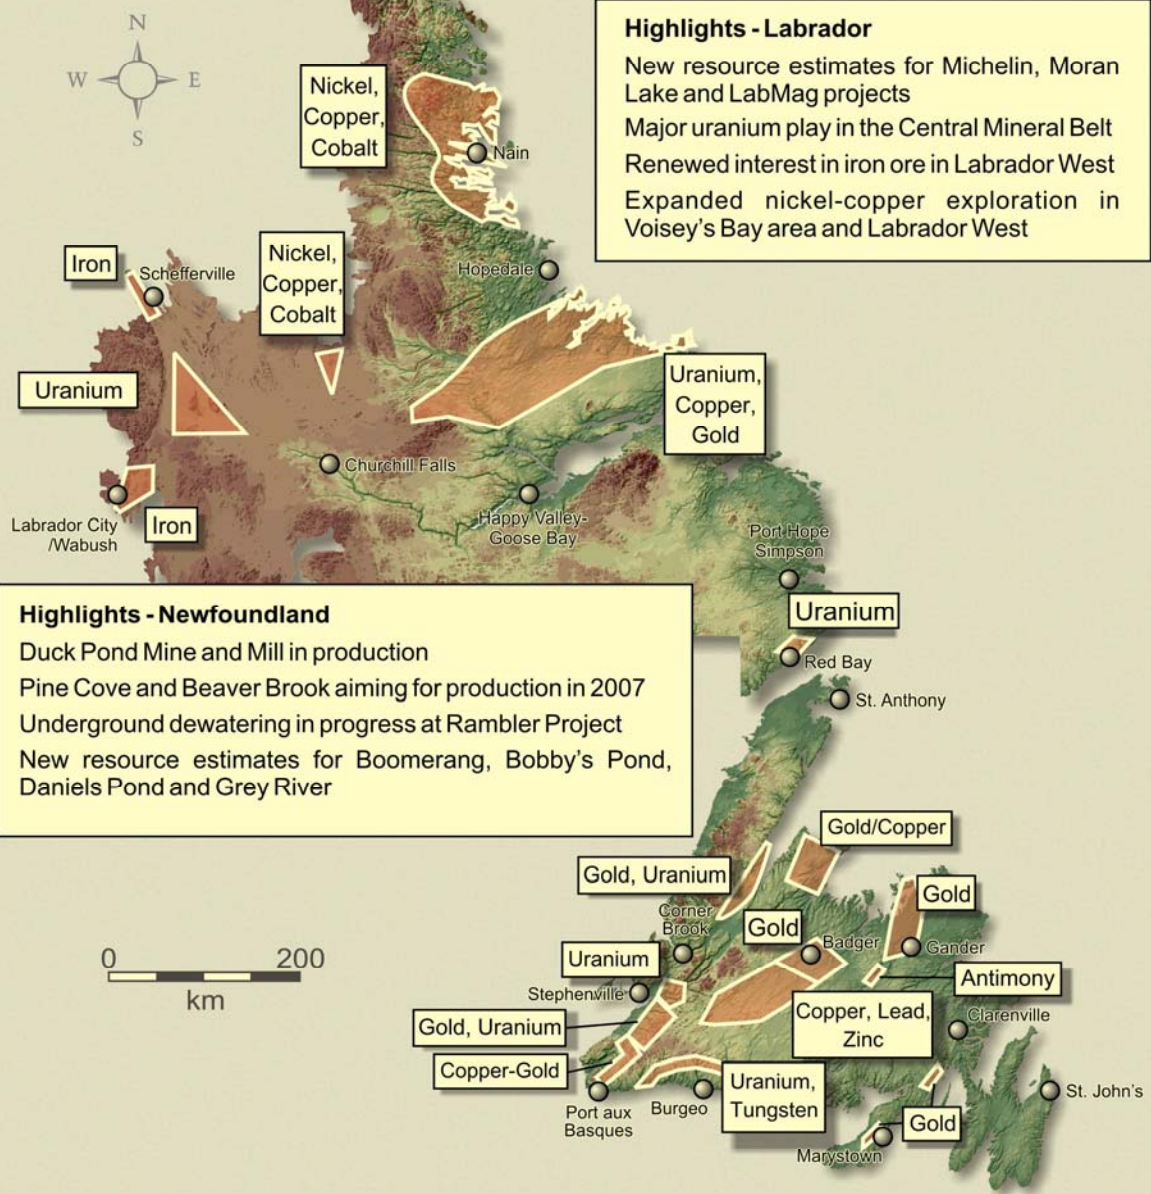 N
W
E
S
Highlights - Labrador
New resource estimates for Michelin, Moran
Lake and LabMag projects
Major uranium play in the Central Mineral Belt
Renewed interest in iron ore in Labrador West
Expanded nickel-copper exploration in
Voisey's Bay area and Labrador West
Nickel,
Copper,
Cobalt
Nain
Iron
Schefferville
Nickel,
Copper,
Cobalt
Hopedale
Uranium
Uranium,
Copper,
Gold
Churchill Falls
Labrador City
/Wabush
Iron
Happy Valley-
Goose Bay
Port Hope
Simpson
Highlights - Newfoundland
Duck Pond Mine and Mill in production
Pine Cove and Beaver Brook aiming for production in 2007
Underground dewatering in progress at Rambler Project
New resource estimates for Boomerang, Bobby's Pond,
Daniels Pond and Grey River
Uranium
Red Bay
St. Anthony
Gold/Copper
Gold, Uranium
Gold
Corner
Brook
Gold
Badger
Gander
Uranium
Antimony
Stephenville
Copper, Lead,
Zinc
Clarenville
Gold, Uranium
Copper-Gold
Uranium,
Tungsten
Port aux
Basques
Burgeo
St. John's
Gold
Marystown
0
200
km